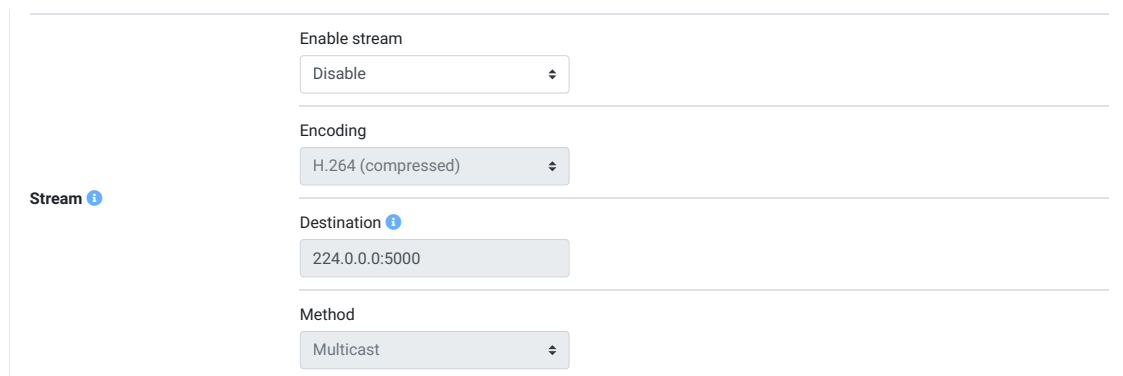 Enable stream
Disable
Encoding
H.264 (compressed)
Stream
Destination
224.0.0.0:5000
Method
Multicast